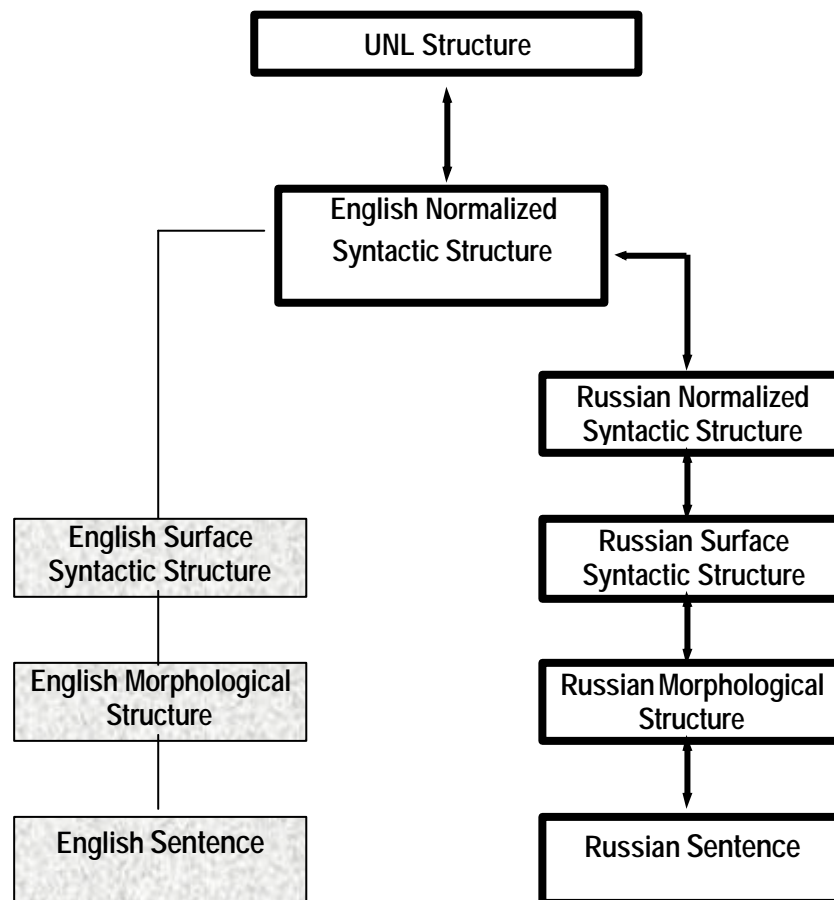 UNL Structure
English Normalized
Syntactic Structure
Russian Normalized
Syntactic Structure
English Surface
Syntactic Structure
Russian Surface
Syntactic Structure
English Morphological
Structure
Russian Morphological
Structure
English Sentence
Russian Sentence